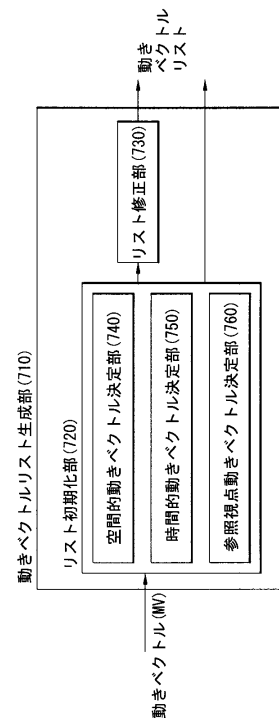 動きベクトルリスト生成部(710)
リスト初期化部(720)
動きベクトル(MV)
空間的動きベクトル決定部(740)
時間的動きベクトル決定部(750)
参照視点動きベクトル決定部(760)
リスト修正部(730)
動き
ベクトル
リスト